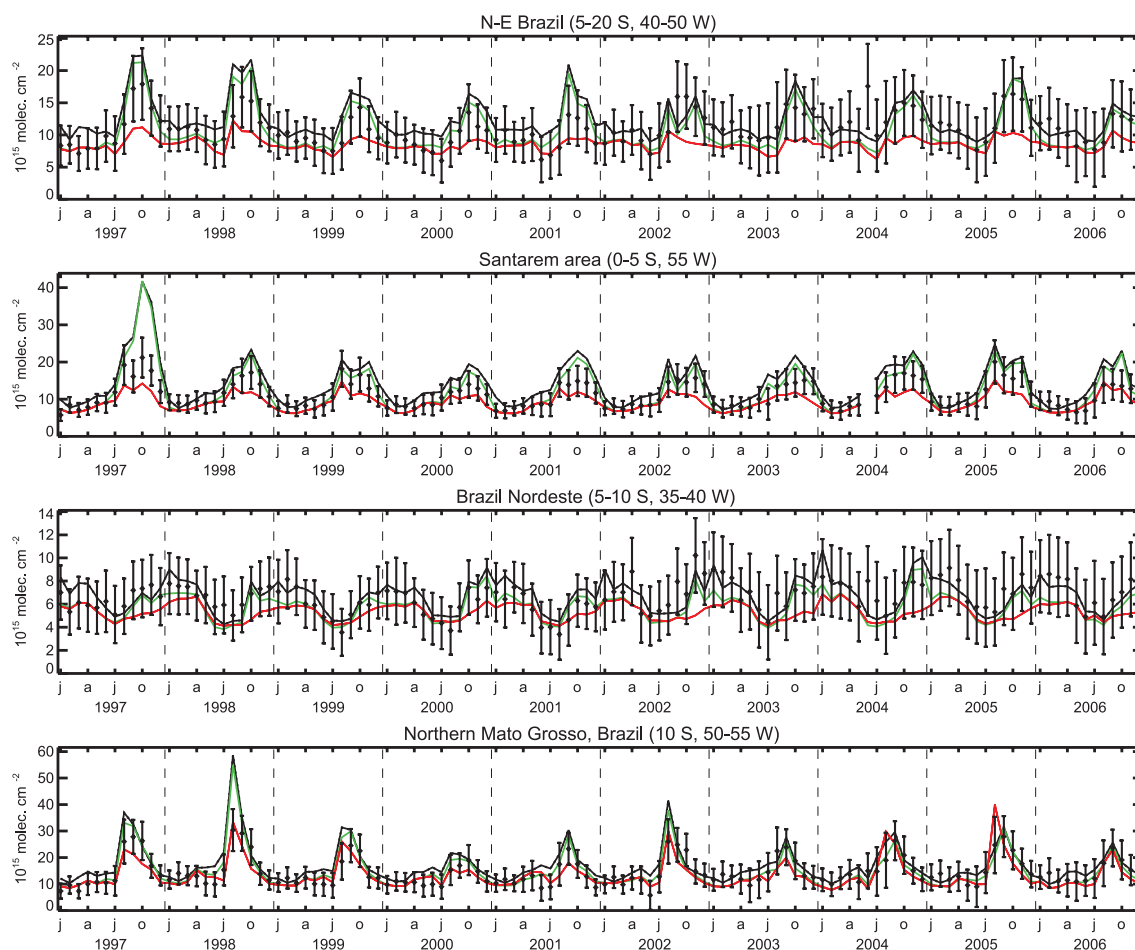 N-E Brazil (5-20 S, 40-50 W)
25
20
15
10
5
0
10¹⁵ molec. cm⁻²
j a j o j a j o j a j o j a j o j a j o j a j o j a j o j a j o j a j o j a j o
1997 1998 1999 2000 2001 2002 2003 2004 2005 2006
Santarem area (0-5 S, 55 W)
40
30
20
10
0
10¹⁵ molec. cm⁻²
j a j o j a j o j a j o j a j o j a j o j a j o j a j o j a j o j a j o j a j o
1997 1998 1999 2000 2001 2002 2003 2004 2005 2006
Brazil Nordeste (5-10 S, 35-40 W)
14
12
10
8
6
4
2
0
10¹⁵ molec. cm⁻²
j a j o j a j o j a j o j a j o j a j o j a j o j a j o j a j o j a j o j a j o
1997 1998 1999 2000 2001 2002 2003 2004 2005 2006
Northern Mato Grosso, Brazil (10 S, 50-55 W)
60
50
40
30
20
10
0
10¹⁵ molec. cm⁻²
j a j o j a j o j a j o j a j o j a j o j a j o j a j o j a j o j a j o j a j o
1997 1998 1999 2000 2001 2002 2003 2004 2005 2006